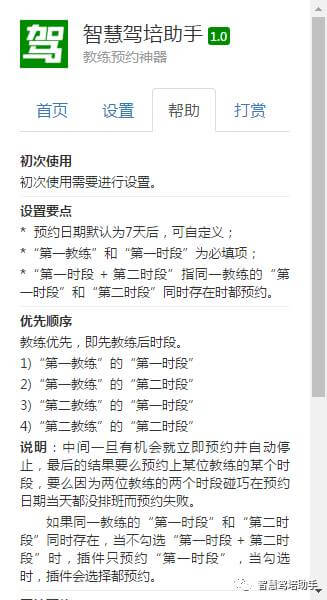 驾
智慧驾培助手 1.0
教练预约神器
首页 设置 帮助 打赏
初次使用
初次使用需要进行设置。
设置要点
* 预约日期默认为7天后，可自定义；
*“第一教练”和“第一时段”为必填项；
*“第一时段 + 第二时段”指同一教练的“第
一时段”和“第二时段”同时存在时都预约。
优先顺序
教练优先，即先教练后时段。
1)“第一教练”的“第一时段”
2)“第一教练”的“第二时段”
3)“第二教练”的“第一时段”
4)“第二教练”的“第二时段”
说明：中间一旦有机会就立即预约并自动停
止，最后的结果要么预约上某位教练的某个时
段，要么因为两位教练的两个时段碰巧在预约
日期当天都没排班而预约失败。
如果同一教练的“第一时段”和“第二时
段”同时存在，当不勾选“第一时段 + 第二时
段”时，插件只预约“第一时段”，当勾选
时，插件会选择都预约。
智慧驾培助手